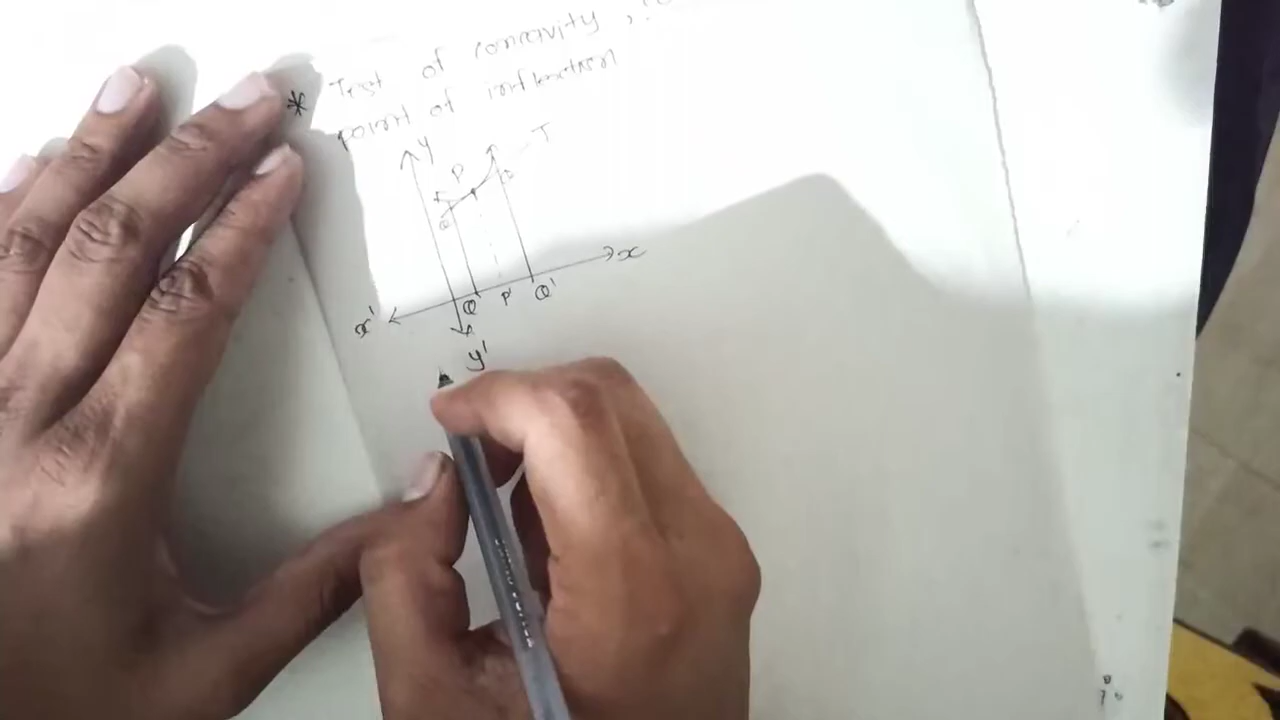 * Test of concavity ,
point of inflection
y
T
P
Q
x
x'
Q' P' Q'
y'